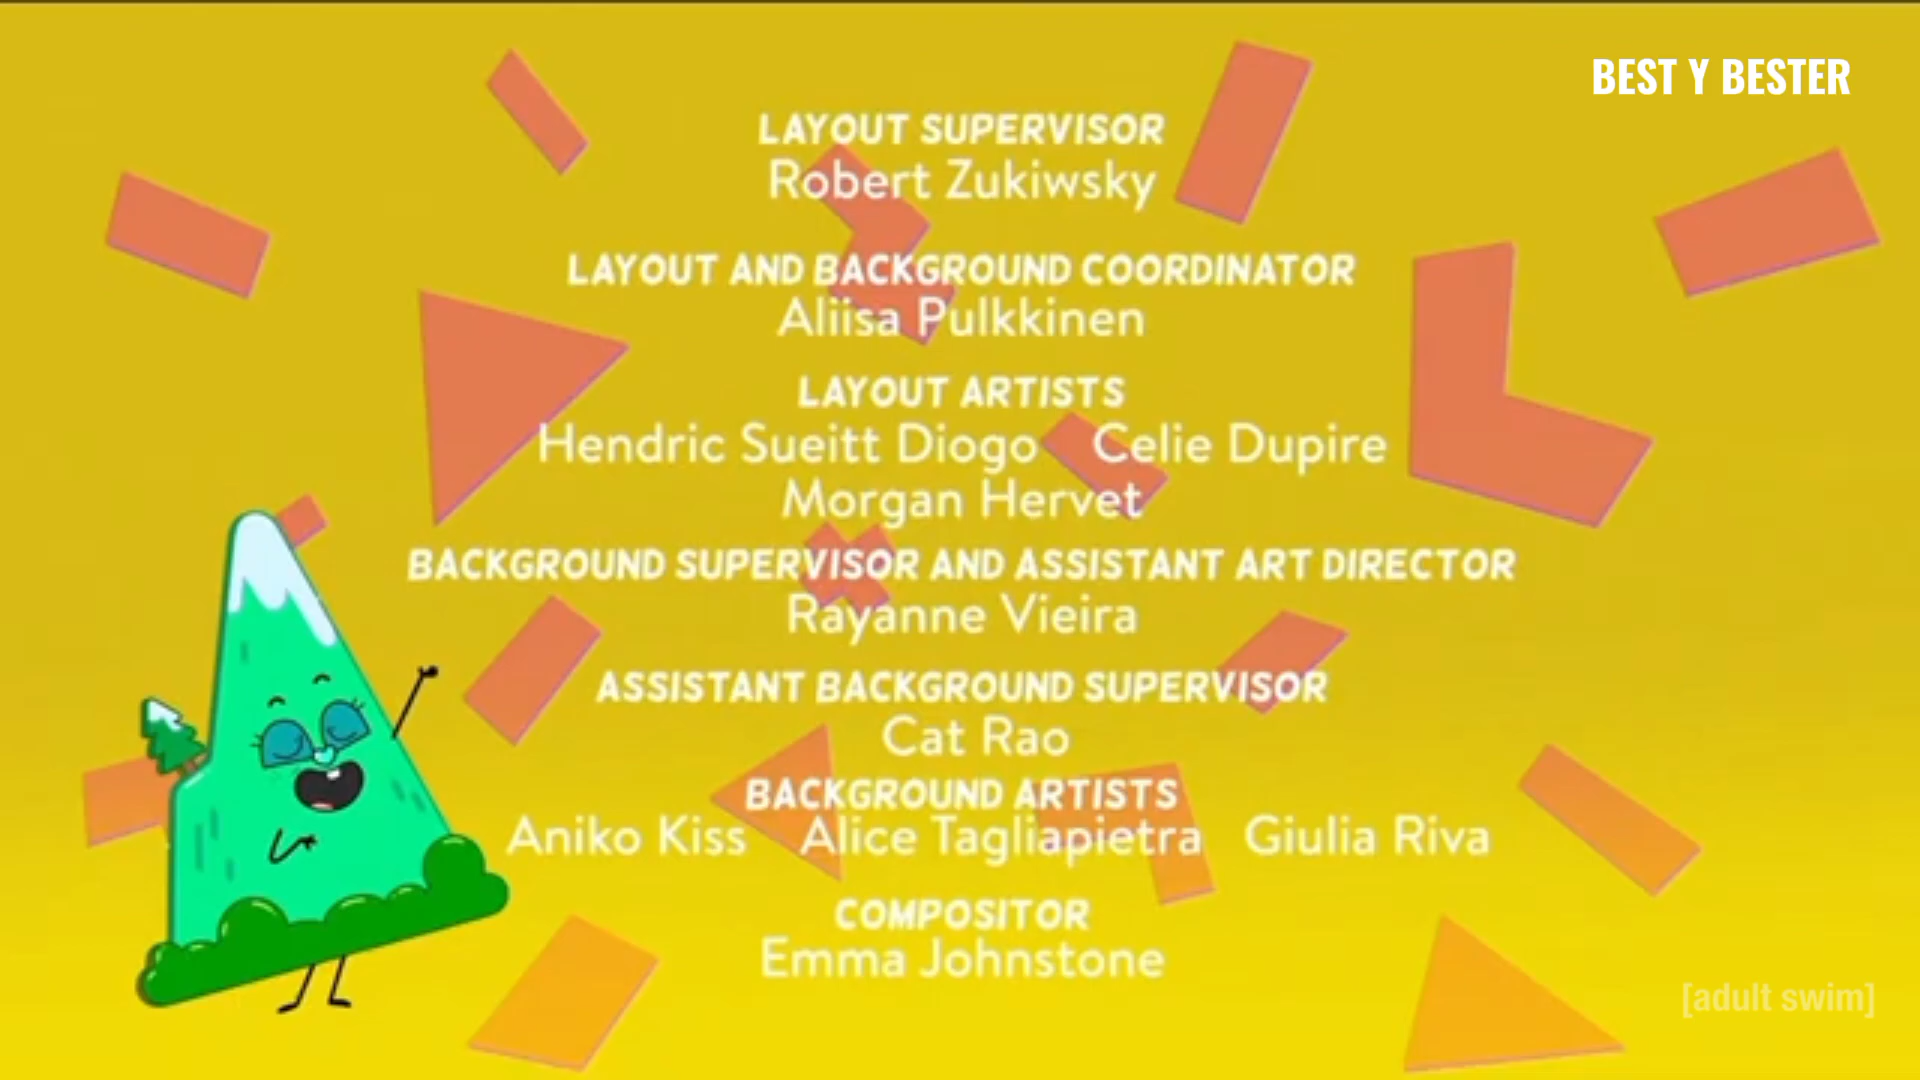 BEST Y BESTER
LAYOUT SUPERVISOR
Robert Zukiwsky
LAYOUT AND BACKGROUND COORDINATOR
Aliisa Pulkkinen
LAYOUT ARTISTS
Hendric Sueitt Diogo Celie Dupire
Morgan Hervet
BACKGROUND SUPERVISOR AND ASSISTANT ART DIRECTOR
Rayanne Vieira
ASSISTANT BACKGROUND SUPERVISOR
Cat Rao
BACKGROUND ARTISTS
Aniko Kiss Alice Tagliapietra Giulia Riva
COMPOSITOR
Emma Johnstone
[adult swim]